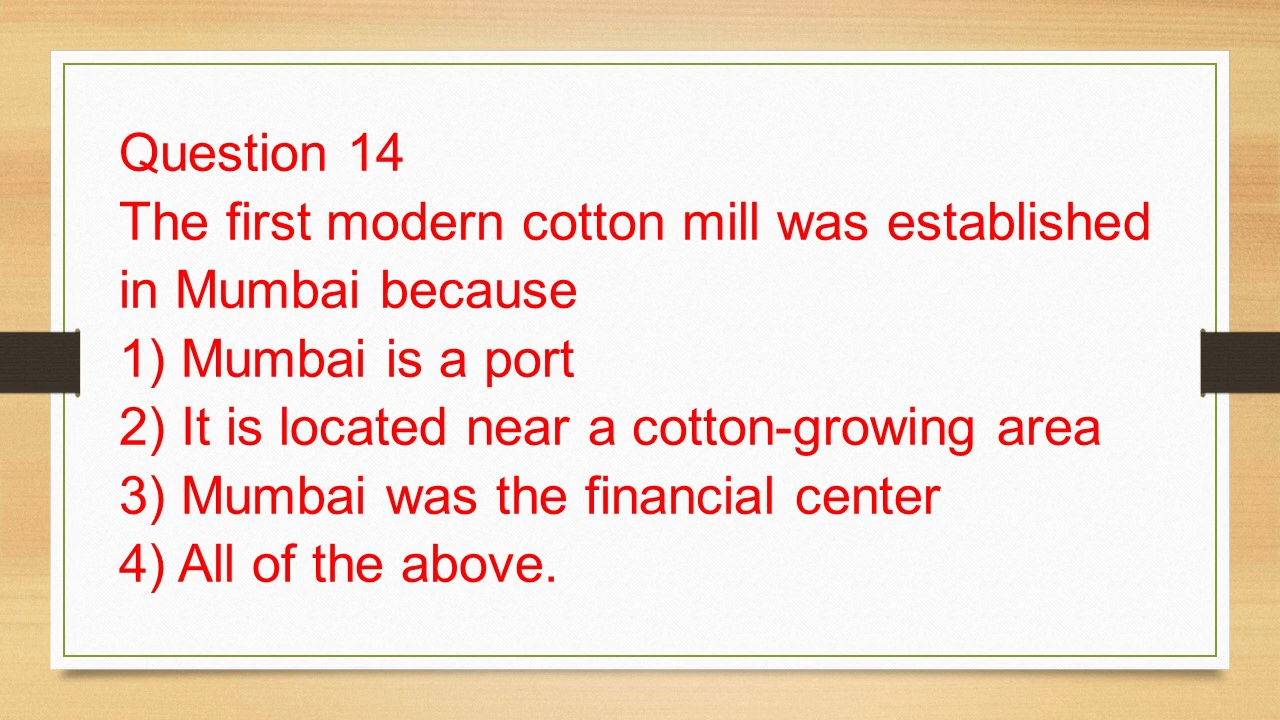 Question 14
The first modern cotton mill was established
in Mumbai because
1) Mumbai is a port
2) It is located near a cotton-growing area
3) Mumbai was the financial center
4) All of the above.